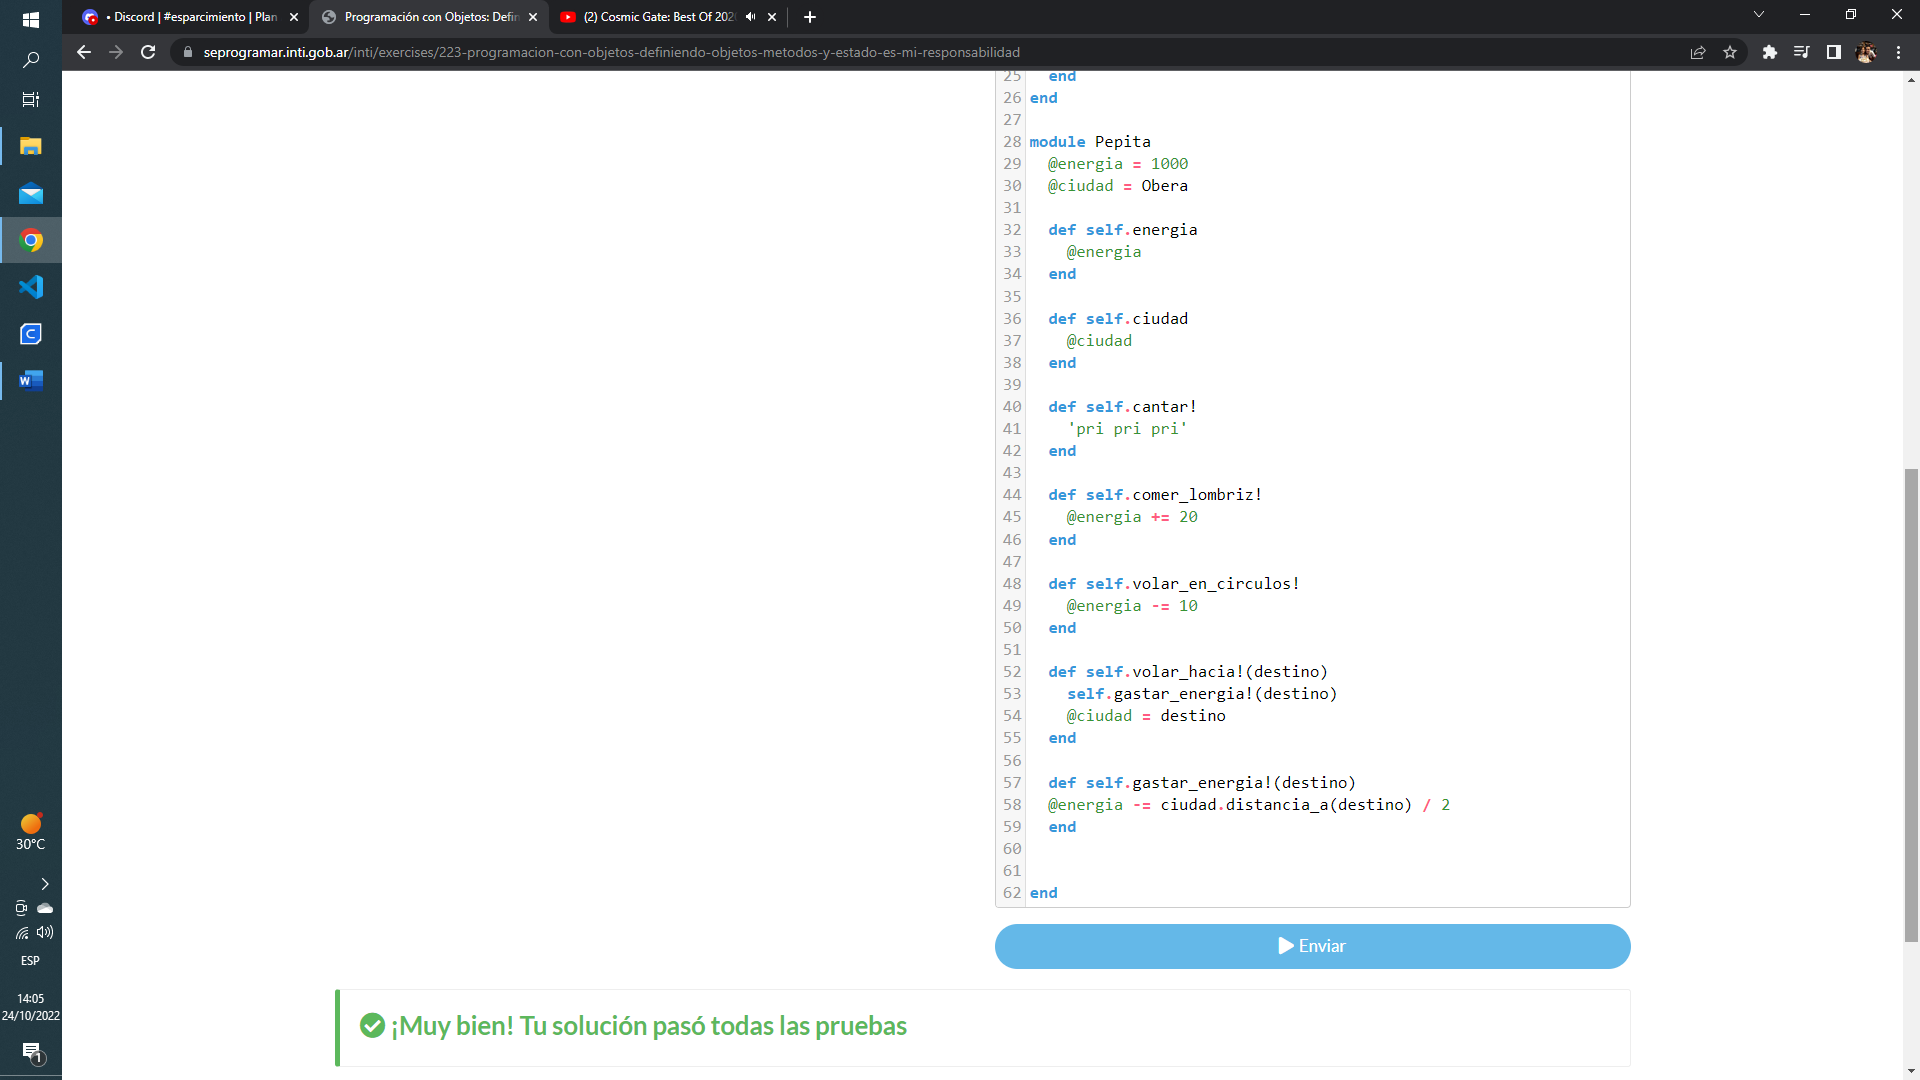 • Discord | #esparcimiento | Plan
Programación con Objetos: Defin
(2) Cosmic Gate: Best Of 202
seprogramar.inti.gob.ar/inti/exercises/223-programacion-con-objetos-definiendo-objetos-metodos-y-estado-es-mi-responsabilidad
25 end
26 end
27
28 module Pepita
29 @energia = 1000
30 @ciudad = Obera
31
32 def self.energia
33 @energia
34 end
35
36 def self.ciudad
37 @ciudad
38 end
39
40 def self.cantar!
41 'pri pri pri'
42 end
43
44 def self.comer_lombriz!
45 @energia += 20
46 end
47
48 def self.volar_en_circulos!
49 @energia -= 10
50 end
51
52 def self.volar_hacia!(destino)
53 self.gastar_energia!(destino)
54 @ciudad = destino
55 end
56
57 def self.gastar_energia!(destino)
58 @energia -= ciudad.distancia_a(destino) / 2
59 end
60
61
62 end
Enviar
¡Muy bien! Tu solución pasó todas las pruebas
30°C
ESP
14:05
24/10/2022
1